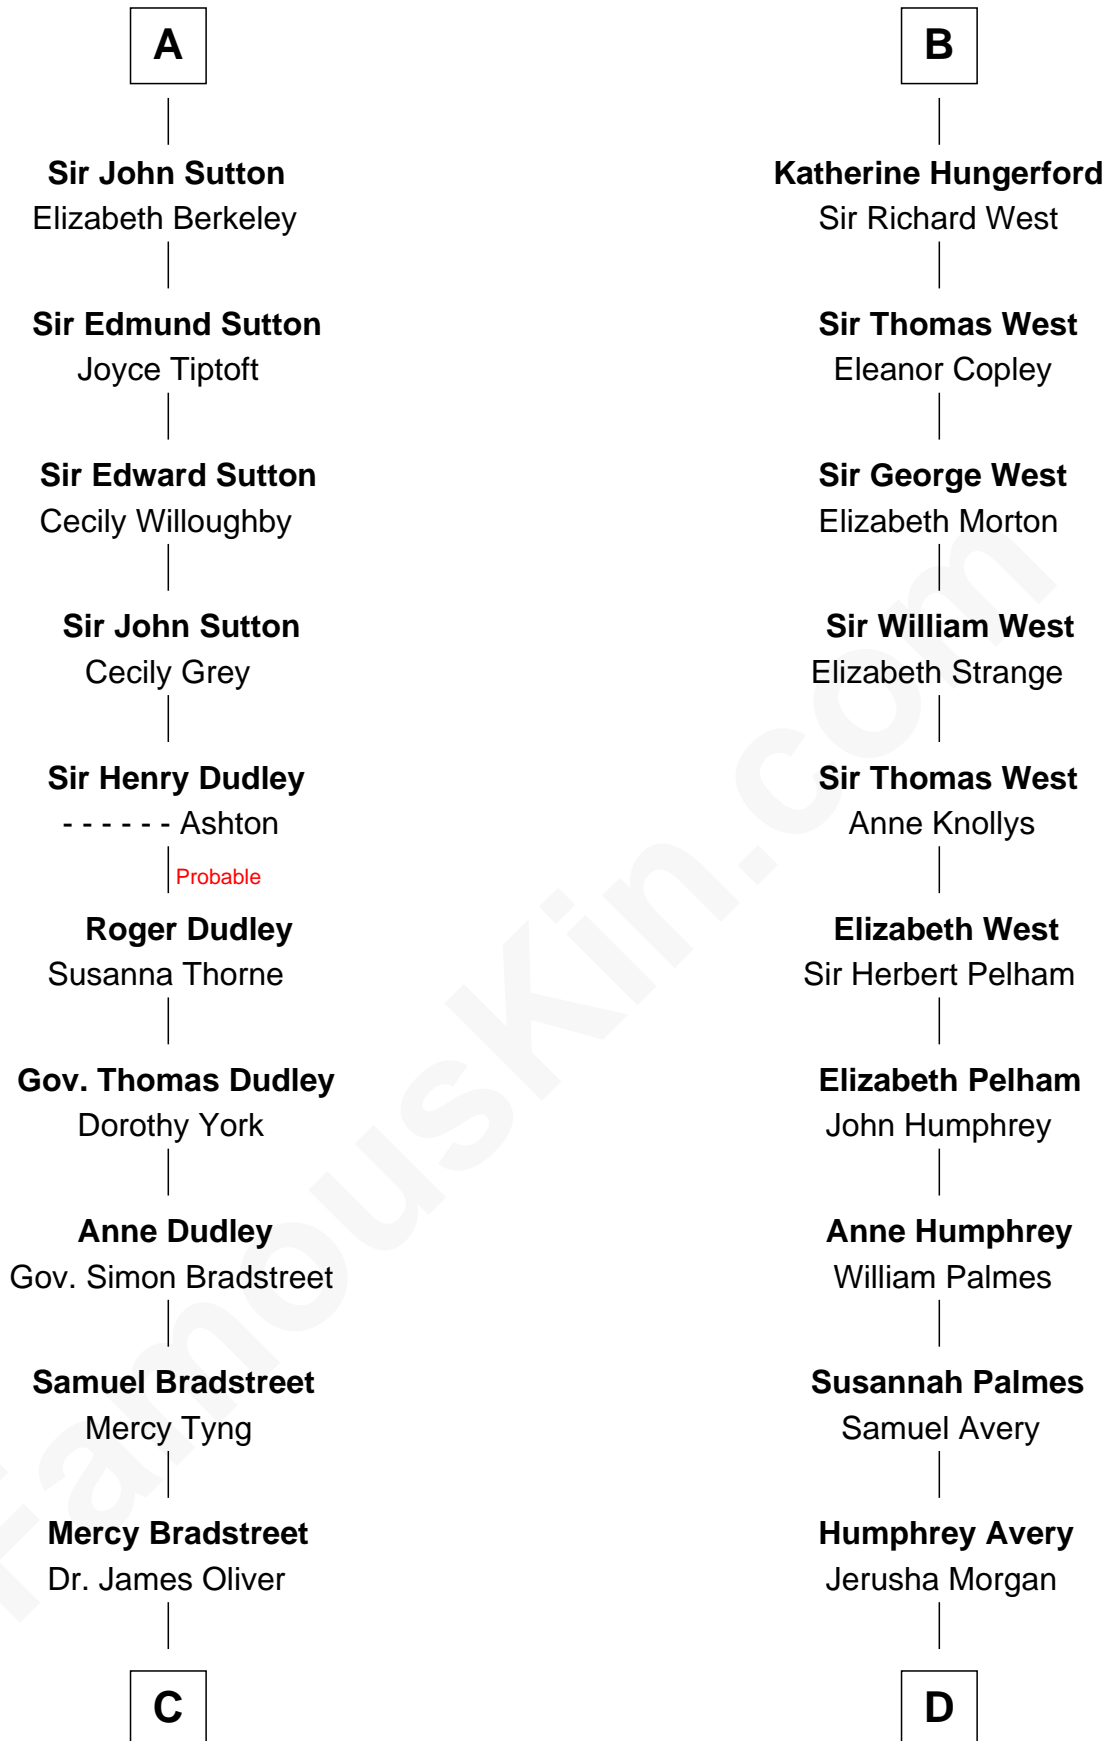 A
Sir John Sutton
Elizabeth Berkeley
Sir Edmund Sutton
Joyce Tiptoft
Sir Edward Sutton
Cecily Willoughby
Sir John Sutton
Cecily Grey
Sir Henry Dudley
- - - - - - Ashton
Probable
Roger Dudley
Susanna Thorne
Gov. Thomas Dudley
Dorothy York
Anne Dudley
Gov. Simon Bradstreet
Samuel Bradstreet
Mercy Tyng
Mercy Bradstreet
Dr. James Oliver
C
B
Katherine Hungerford
Sir Richard West
Sir Thomas West
Eleanor Copley
Sir George West
Elizabeth Morton
Sir William West
Elizabeth Strange
Sir Thomas West
Anne Knollys
Elizabeth West
Sir Herbert Pelham
Elizabeth Pelham
John Humphrey
Anne Humphrey
William Palmes
Susannah Palmes
Samuel Avery
Humphrey Avery
Jerusha Morgan
D
FamousKin.com